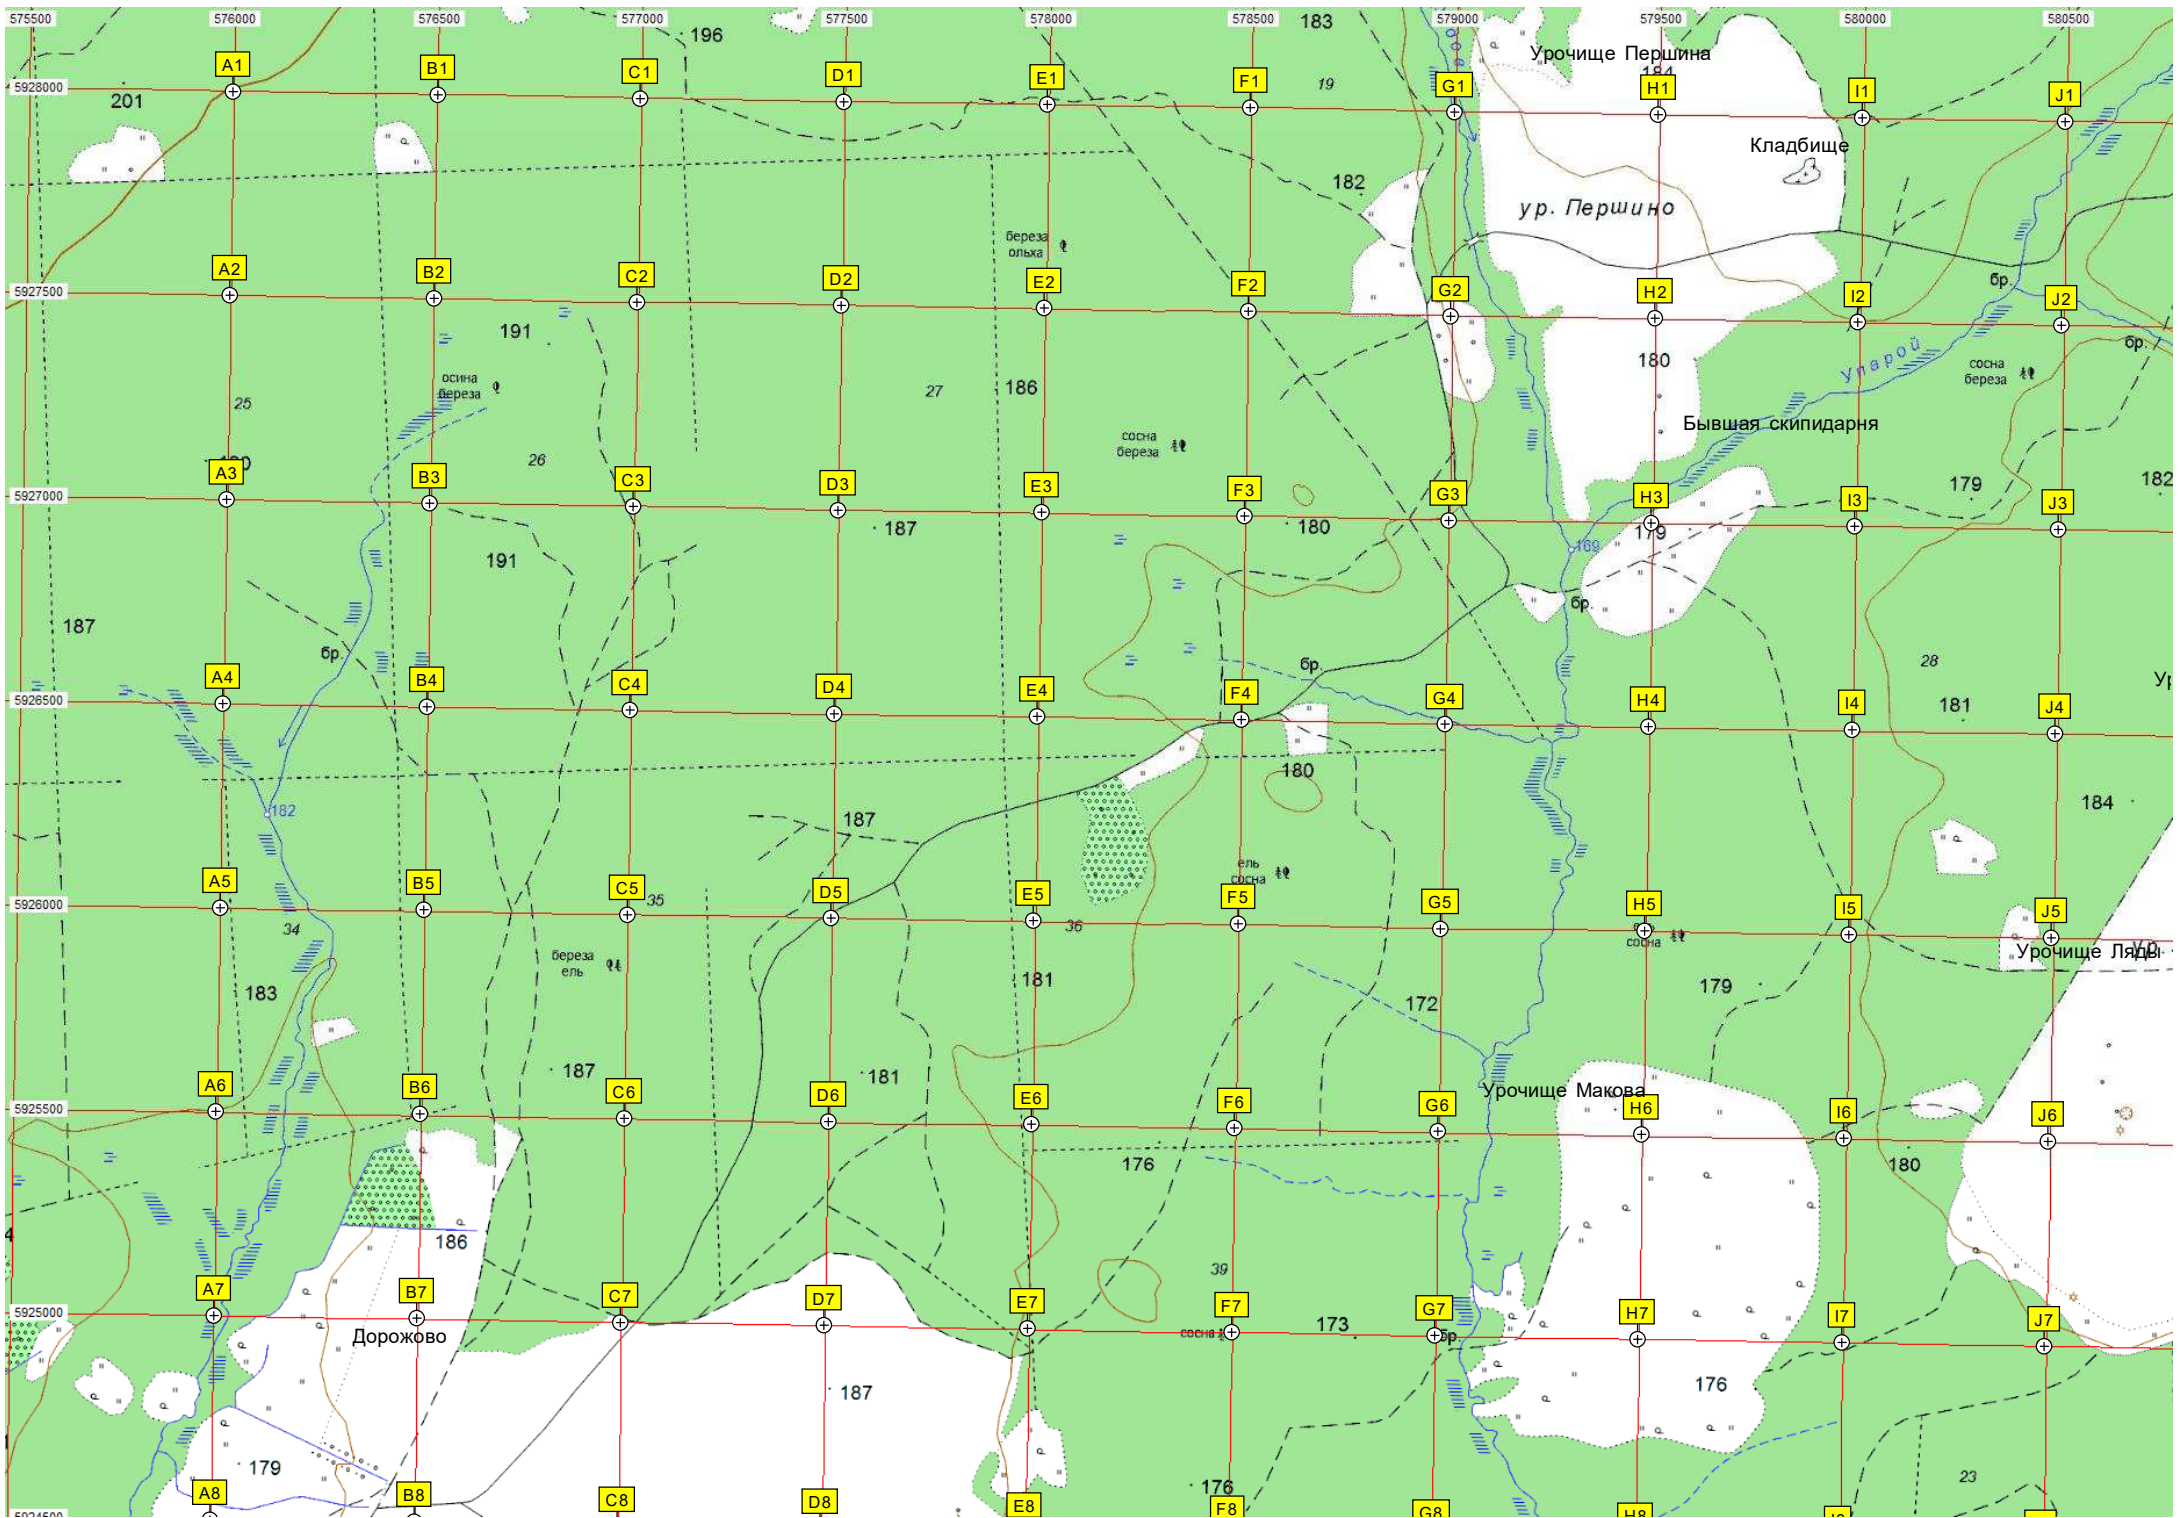 575500 576000 576500 577000 577500 578000 578500 579000 579500 580000 580500
196 183
Урочище Першина
184
A1 B1 C1 D1 E1 F1 G1 H1 I1 J1
5928000
201 19
Кладбище
182
ур. Першино
береза
ольха
A2 B2 C2 D2 E2 F2 G2 H2 I2 J2
бр.
5927500
191 180 бр.
Упарой
осина
береза
сосна
береза
25 27 186
Бывшая скипидарня
сосна
береза
26
A3 B3 C3 D3 E3 F3 G3 H3 I3 J3
179 182
5927000
187 180 179
169
191
бр.
187
бр.
бр.
28
A4 B4 C4 D4 E4 F4 G4 H4 I4 J4
181
5926500
180
182 187 184
ель
сосна
A5 B5 C5 D5 E5 F5 G5 H5 I5 J5
5926000
35
34 36
сосна
Урочище Ляды
ур.
береза
ель
183 181 172 179
187 181
Урочище Макова
A6 B6 C6 D6 E6 F6 G6 H6 I6 J6
5925500
176 180
186
39
A7 B7 C7 D7 E7 F7 G7 H7 I7 J7
5925000
Дорожово
сосна 173 бр.
187 176
179 176 23
A8 B8 C8 D8 E8 F8 G8 H8
5924500